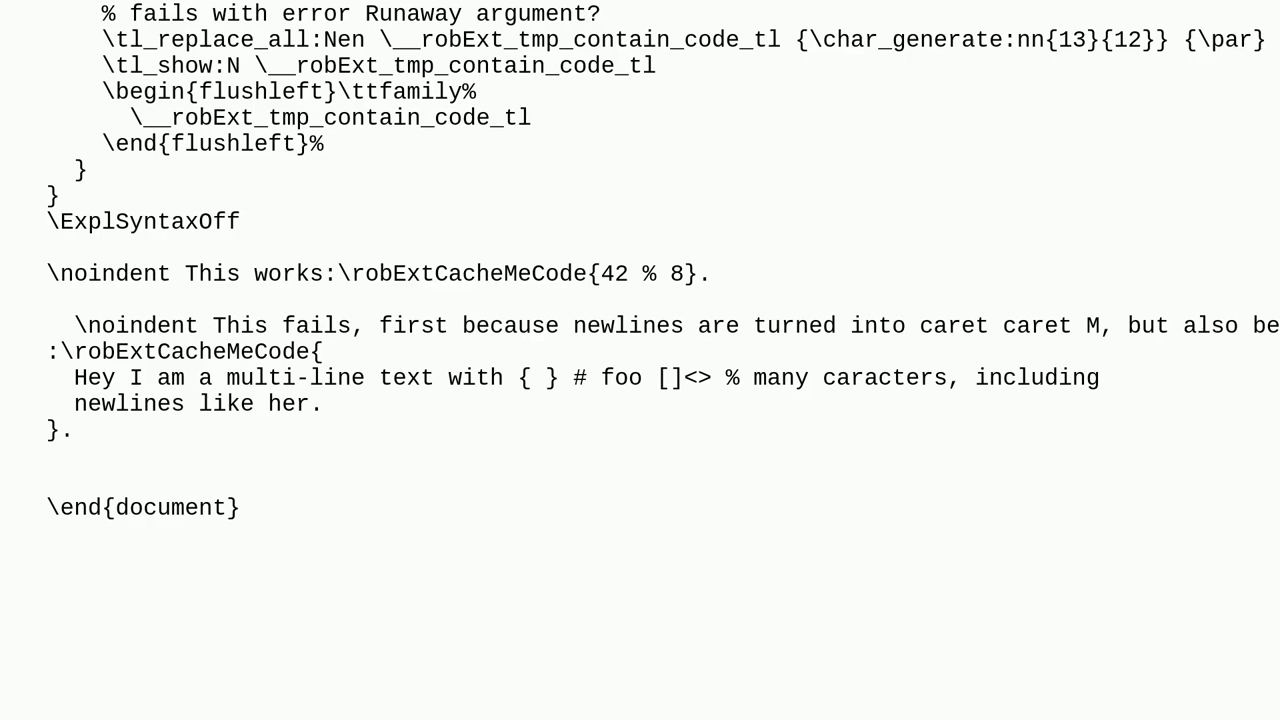 % fails with error Runaway argument?
\tl_replace_all:Nen \__robExt_tmp_contain_code_tl {\char_generate:nn{13}{12}} {\par}
\tl_show:N \__robExt_tmp_contain_code_tl
\begin{flushleft}\ttfamily%
\__robExt_tmp_contain_code_tl
\end{flushleft}%
}
}
\ExplSyntaxOff
\noindent This works:\robExtCacheMeCode{42 % 8}.
\noindent This fails, first because newlines are turned into caret caret M, but also be
:\robExtCacheMeCode{
Hey I am a multi-line text with { } # foo []<> % many caracters, including
newlines like her.
}.
\end{document}